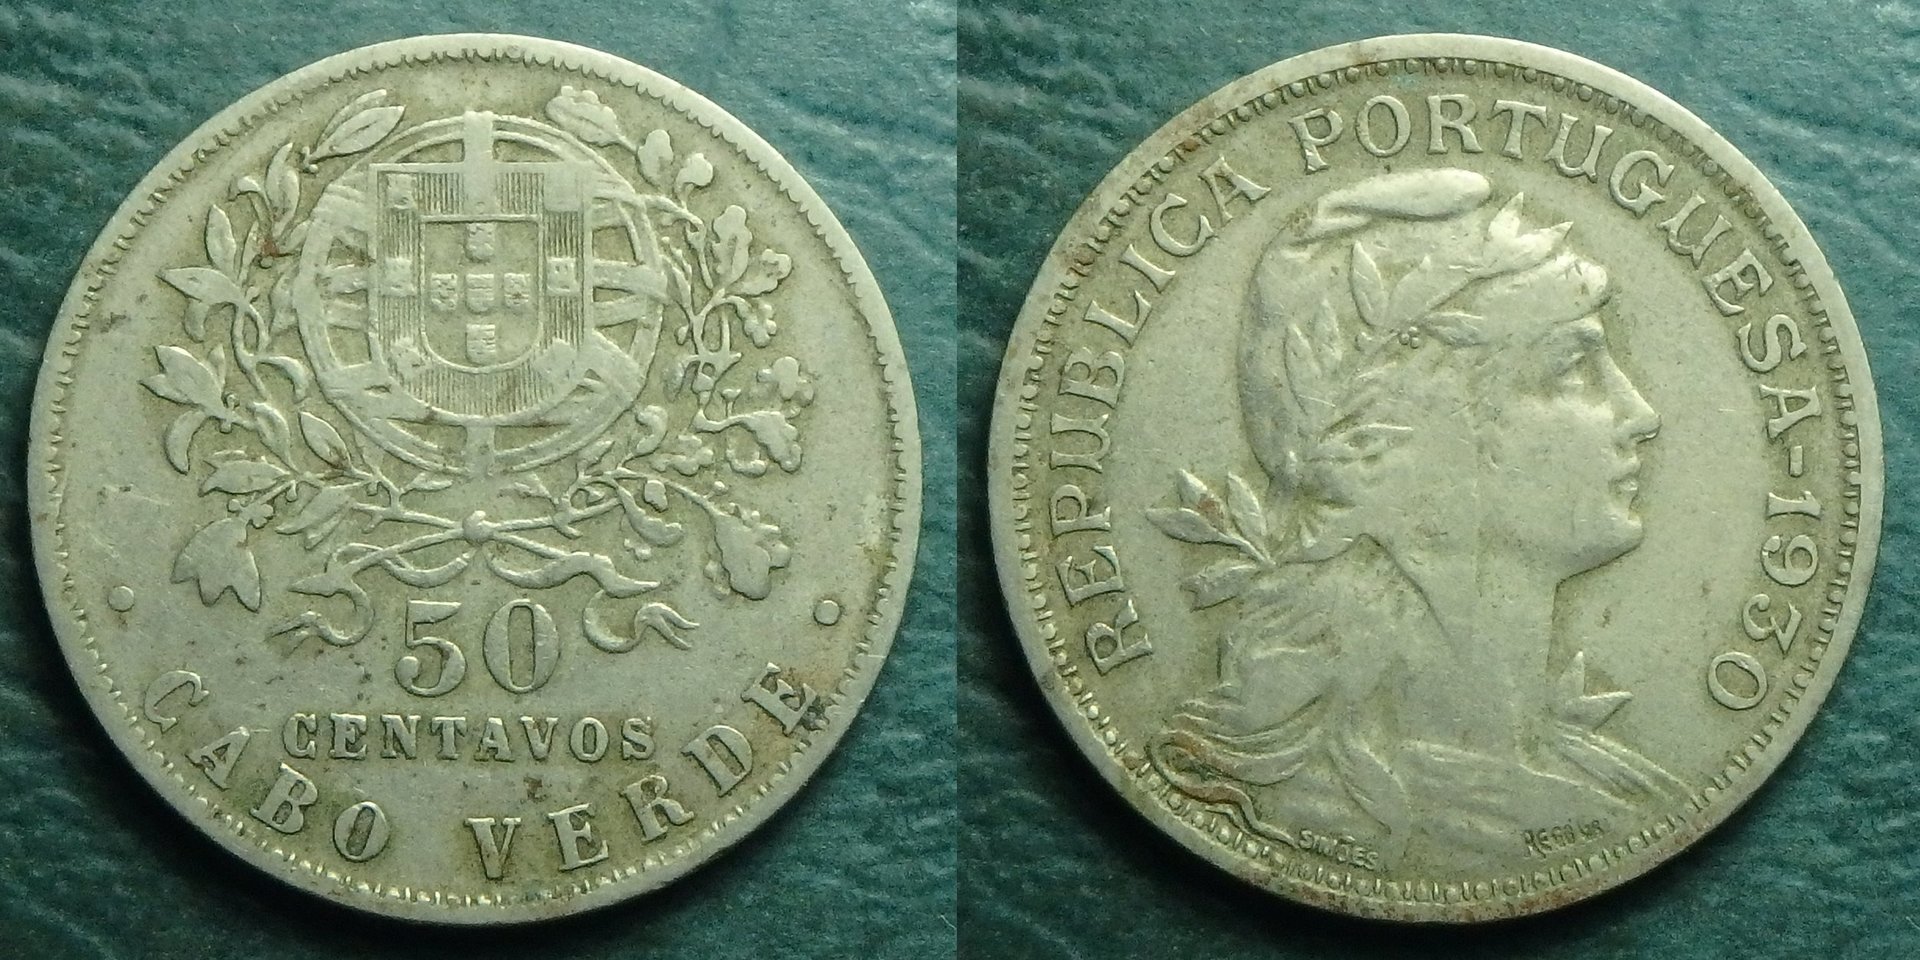 50
CENTAVOS
• CABO VERDE •
REPUBLICA PORTUGUESA-1930
SIMÕES